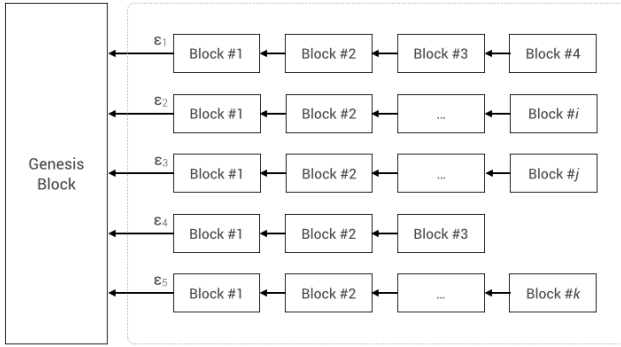 Genesis
Block
ε1 Block #1 Block #2 Block #3 Block #4
ε2 Block #1 Block #2 ... Block #i
ε3 Block #1 Block #2 ... Block #j
ε4 Block #1 Block #2 Block #3
ε5 Block #1 Block #2 ... Block #k